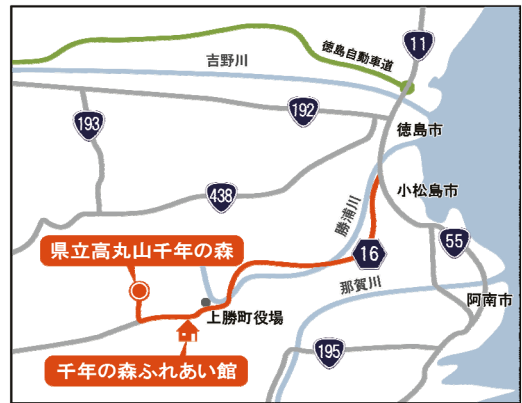 11
徳島自動車道
吉野川
192
193
徳島市
438
小松島市
勝浦川
県立高丸山千年の森
16
55
那賀川
阿南市
上勝町役場
195
千年の森ふれあい館